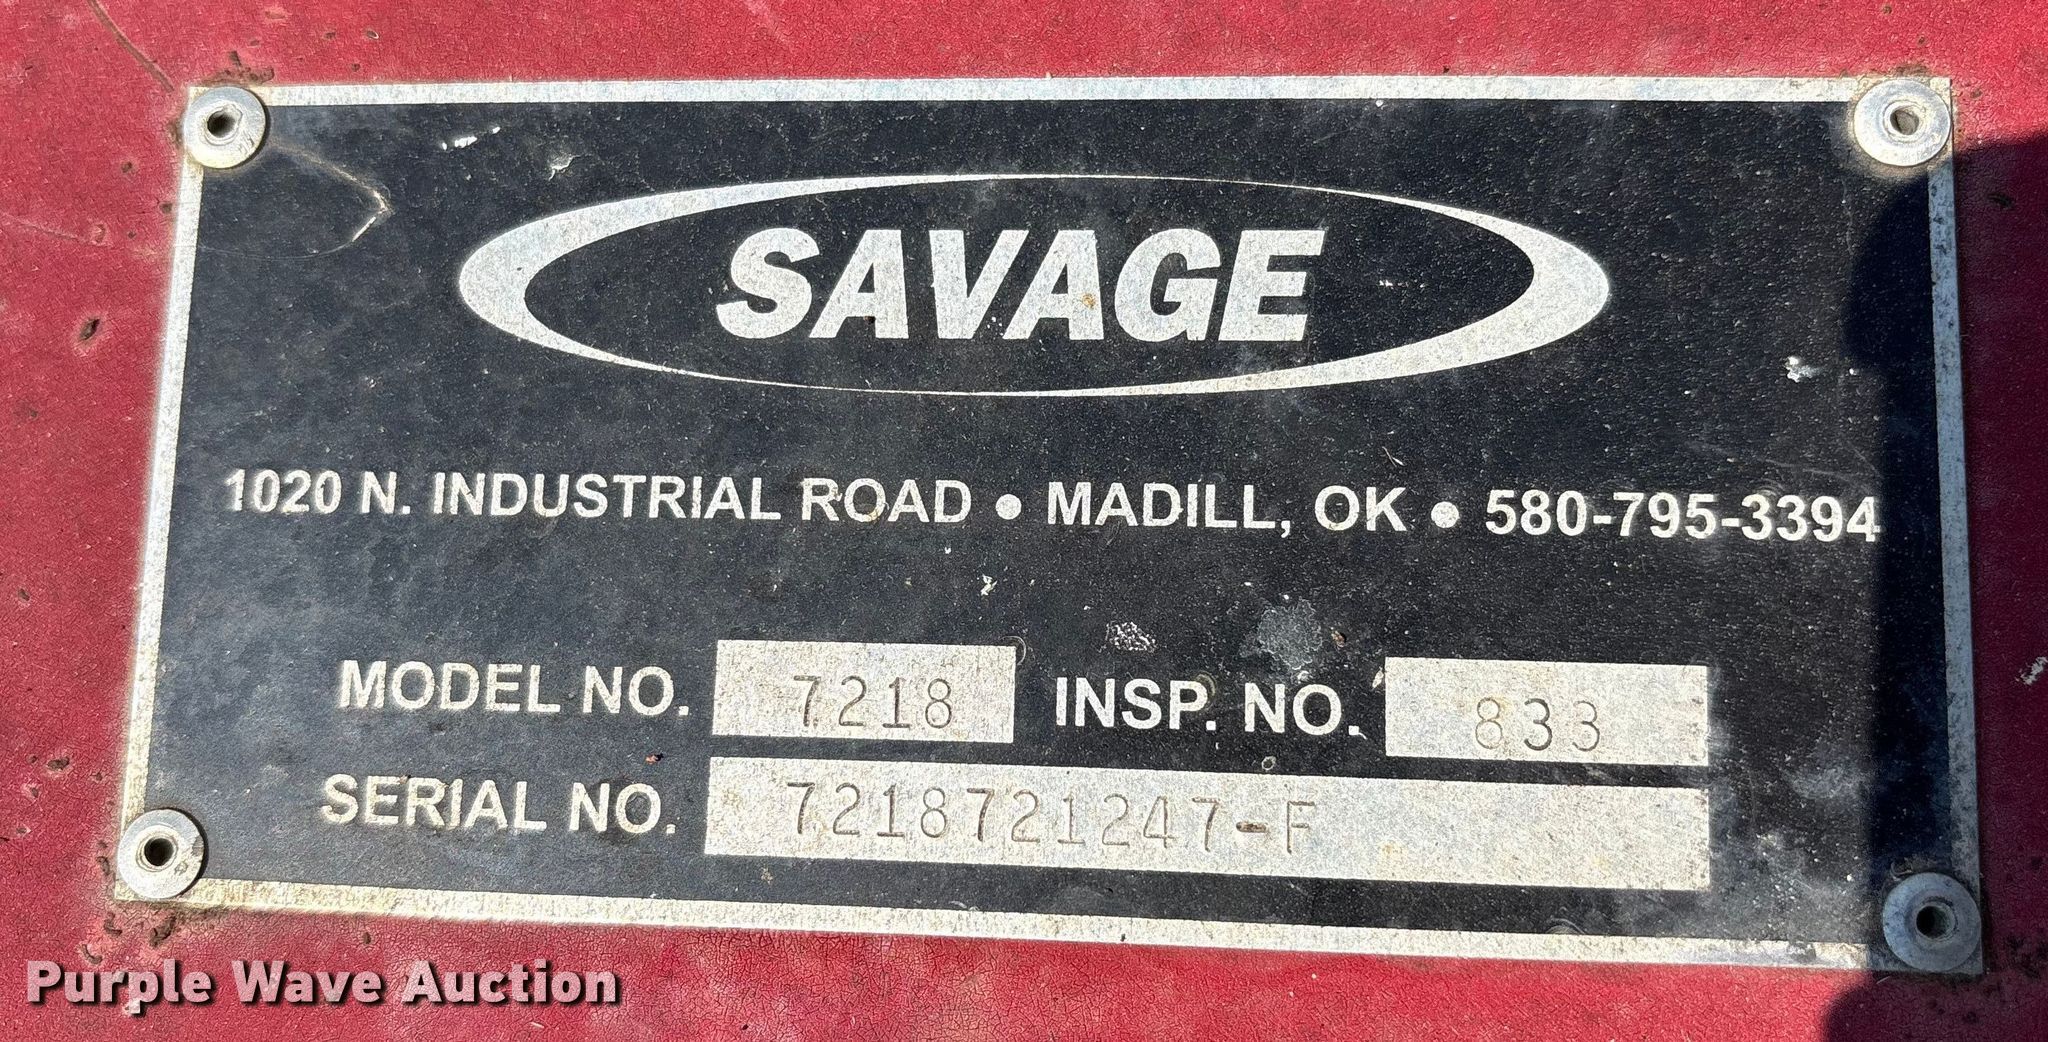 SAVAGE
1020 N. INDUSTRIAL ROAD • MADILL, OK • 580-795-3394
MODEL NO. 7218 INSP. NO. 833
SERIAL NO. 7218721247-F
Purple Wave Auction